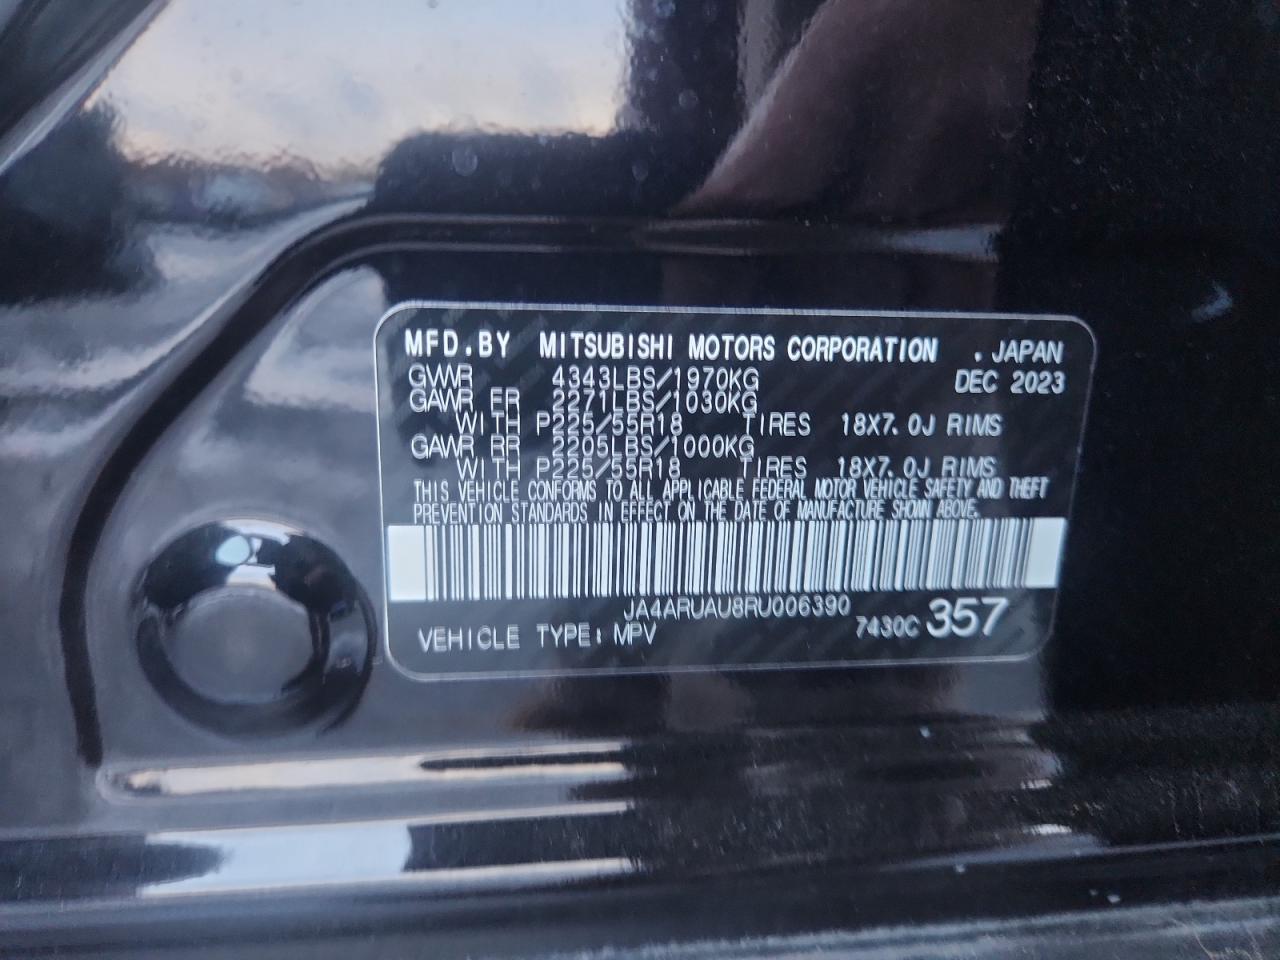 MFD.BY MITSUBISHI MOTORS CORPORATION . JAPAN
GVWR 4343LBS/1970KG DEC 2023
GAWR FR 2271LBS/1030KG
WITH P225/55R18 TIRES 18X7.0J RIMS
GAWR RR 2205LBS/1000KG
WITH P225/55R18 TIRES 18X7.0J RIMS
THIS VEHICLE CONFORMS TO ALL APPLICABLE FEDERAL MOTOR VEHICLE SAFETY AND THEFT
PREVENTION STANDARDS IN EFFECT ON THE DATE OF MANUFACTURE SHOWN ABOVE.
JA4ARUAU8RU006390
VEHICLE TYPE: MPV 7430C 357